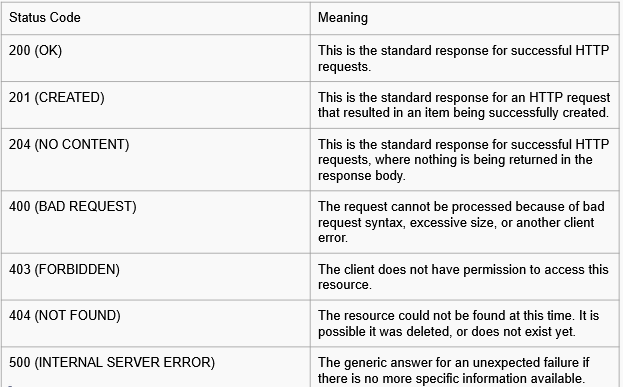 Status Code
Meaning
200 (OK)
This is the standard response for successful HTTP
requests.
201 (CREATED)
This is the standard response for an HTTP request
that resulted in an item being successfully created.
204 (NO CONTENT)
This is the standard response for successful HTTP
requests, where nothing is being returned in the
response body.
400 (BAD REQUEST)
The request cannot be processed because of bad
request syntax, excessive size, or another client
error.
403 (FORBIDDEN)
The client does not have permission to access this
resource.
404 (NOT FOUND)
The resource could not be found at this time. It is
possible it was deleted, or does not exist yet.
500 (INTERNAL SERVER ERROR)
The generic answer for an unexpected failure if
there is no more specific information available.